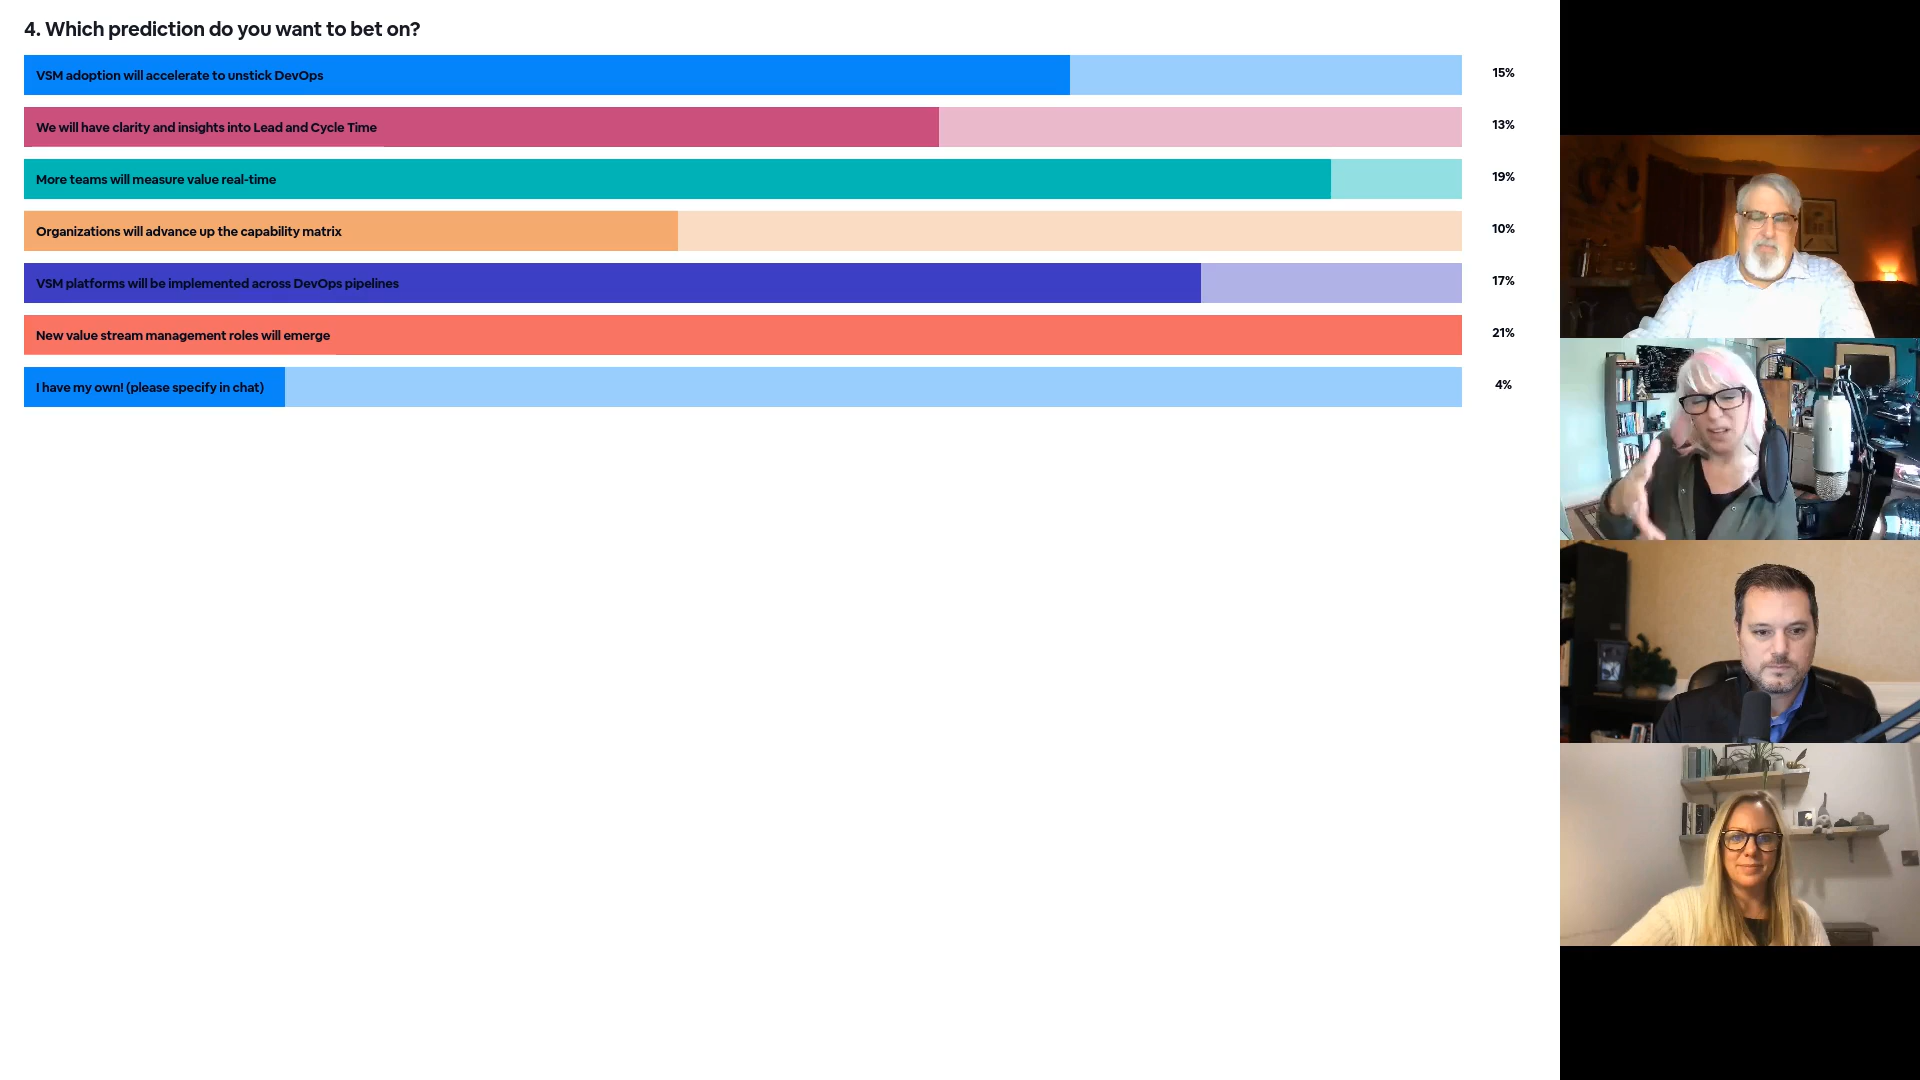 4. Which prediction do you want to bet on?
VSM adoption will accelerate to unstick DevOps 15%
We will have clarity and insights into Lead and Cycle Time 13%
More teams will measure value real-time 19%
Organizations will advance up the capability matrix 10%
VSM platforms will be implemented across DevOps pipelines 17%
New value stream management roles will emerge 21%
I have my own! (please specify in chat) 4%